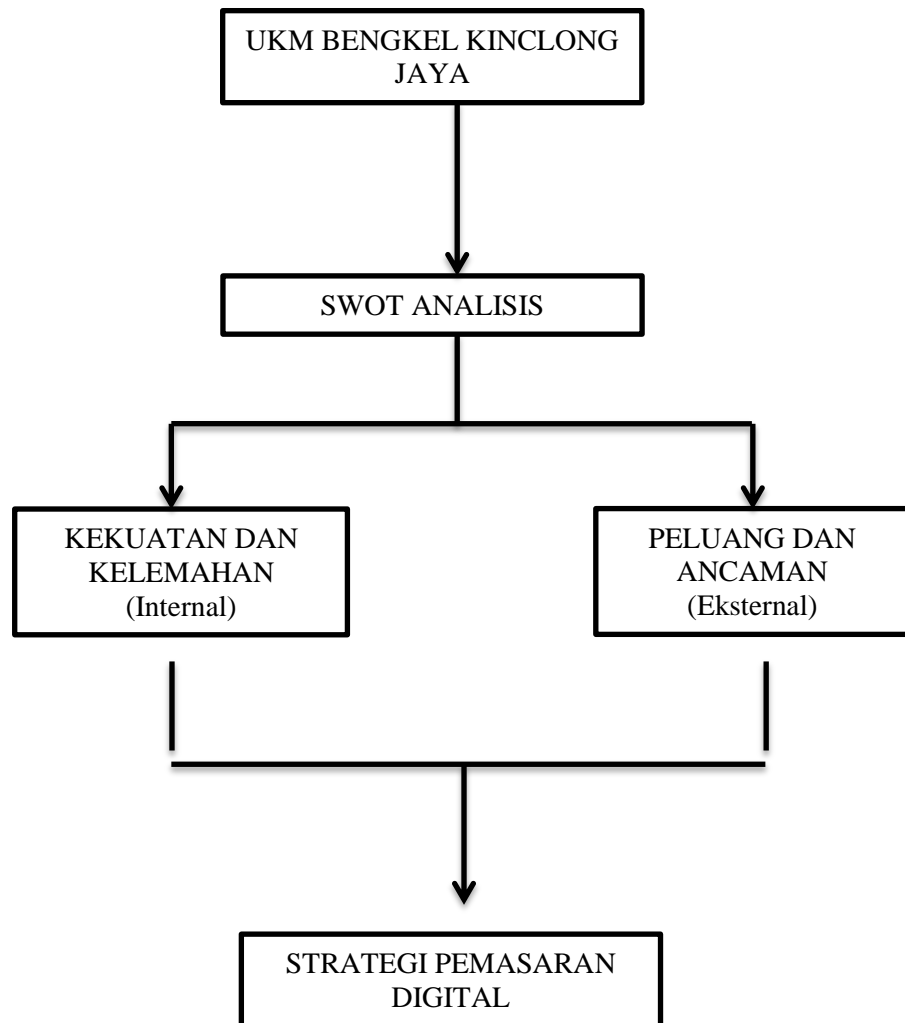 UKM BENGKEL KINCLONG
JAYA
SWOT ANALISIS
KEKUATAN DAN
KELEMAHAN
(Internal)
PELUANG DAN
ANCAMAN
(Eksternal)
STRATEGI PEMASARAN
DIGITAL